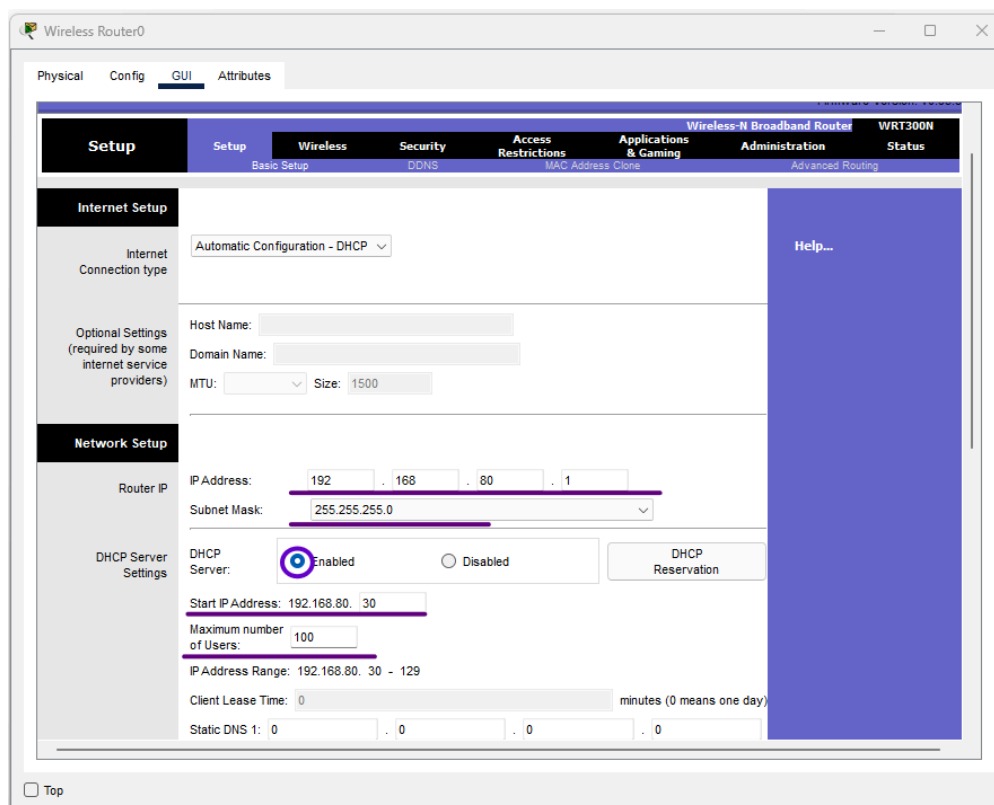 Wireless Router0
Physical Config GUI Attributes
Wireless-N Broadband Router WRT300N
Setup Setup Wireless Security Access Restrictions Applications & Gaming Administration Status
Basic Setup DDNS MAC Address Clone Advanced Routing
Internet Setup
Internet Connection type
Automatic Configuration - DHCP
Help...
Optional Settings (required by some internet service providers)
Host Name:
Domain Name:
MTU: Size: 1500
Network Setup
Router IP
IP Address: 192 . 168 . 80 . 1
Subnet Mask: 255.255.255.0
DHCP Server Settings
DHCP Server: Enabled Disabled DHCP Reservation
Start IP Address: 192.168.80. 30
Maximum number of Users: 100
IP Address Range: 192.168.80. 30 - 129
Client Lease Time: 0 minutes (0 means one day)
Static DNS 1: 0 . 0 . 0 . 0
Top